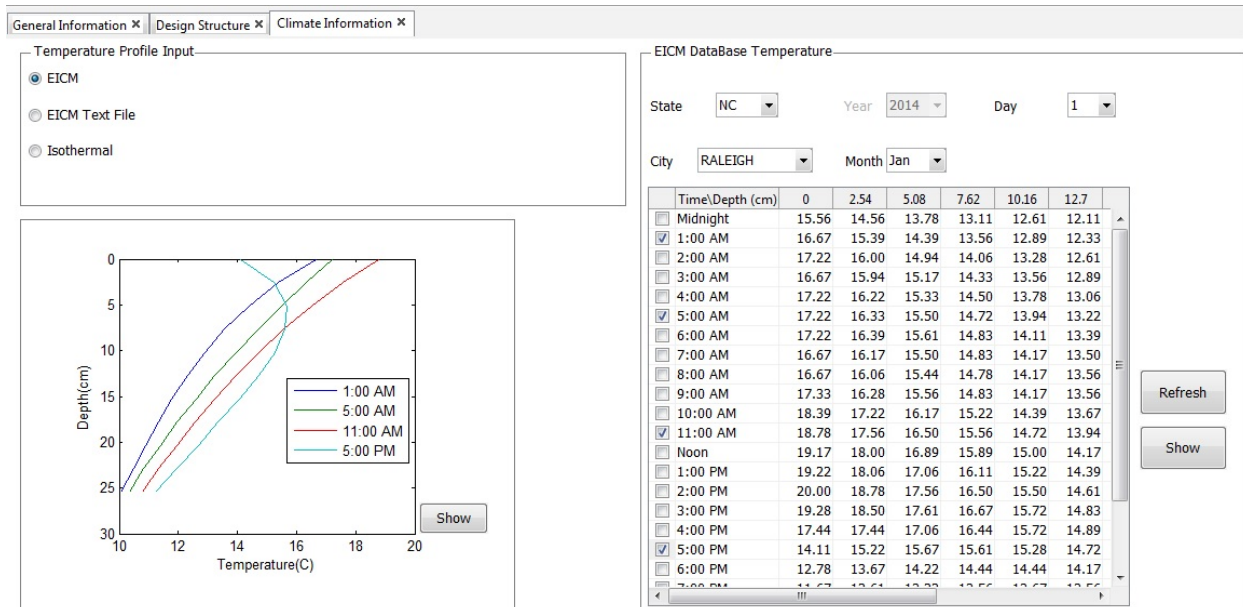 General Information × Design Structure × Climate Information ×
Temperature Profile Input
EICM
EICM Text File
Isothermal
0
5
10
15
20
25
30
Depth(cm)
1:00 AM
5:00 AM
11:00 AM
5:00 PM
10 12 14 16 18 20
Temperature(C)
Show
EICM DataBase Temperature
State NC Year 2014 Day 1
City RALEIGH Month Jan
Time\Depth (cm) 0 2.54 5.08 7.62 10.16 12.7
Midnight 15.56 14.56 13.78 13.11 12.61 12.11
1:00 AM 16.67 15.39 14.39 13.56 12.89 12.33
2:00 AM 17.22 16.00 14.94 14.06 13.28 12.61
3:00 AM 16.67 15.94 15.17 14.33 13.56 12.89
4:00 AM 17.22 16.22 15.33 14.50 13.78 13.06
5:00 AM 17.22 16.33 15.50 14.72 13.94 13.22
6:00 AM 17.22 16.39 15.61 14.83 14.11 13.39
7:00 AM 16.67 16.17 15.50 14.83 14.17 13.50
8:00 AM 16.67 16.06 15.44 14.78 14.17 13.56
9:00 AM 17.33 16.28 15.56 14.83 14.17 13.56
10:00 AM 18.39 17.22 16.17 15.22 14.39 13.67
11:00 AM 18.78 17.56 16.50 15.56 14.72 13.94
Noon 19.17 18.00 16.89 15.89 15.00 14.17
1:00 PM 19.22 18.06 17.06 16.11 15.22 14.39
2:00 PM 20.00 18.78 17.56 16.50 15.50 14.61
3:00 PM 19.28 18.50 17.61 16.67 15.72 14.83
4:00 PM 17.44 17.44 17.06 16.44 15.72 14.89
5:00 PM 14.11 15.22 15.67 15.61 15.28 14.72
6:00 PM 12.78 13.67 14.22 14.44 14.44 14.17
Refresh
Show